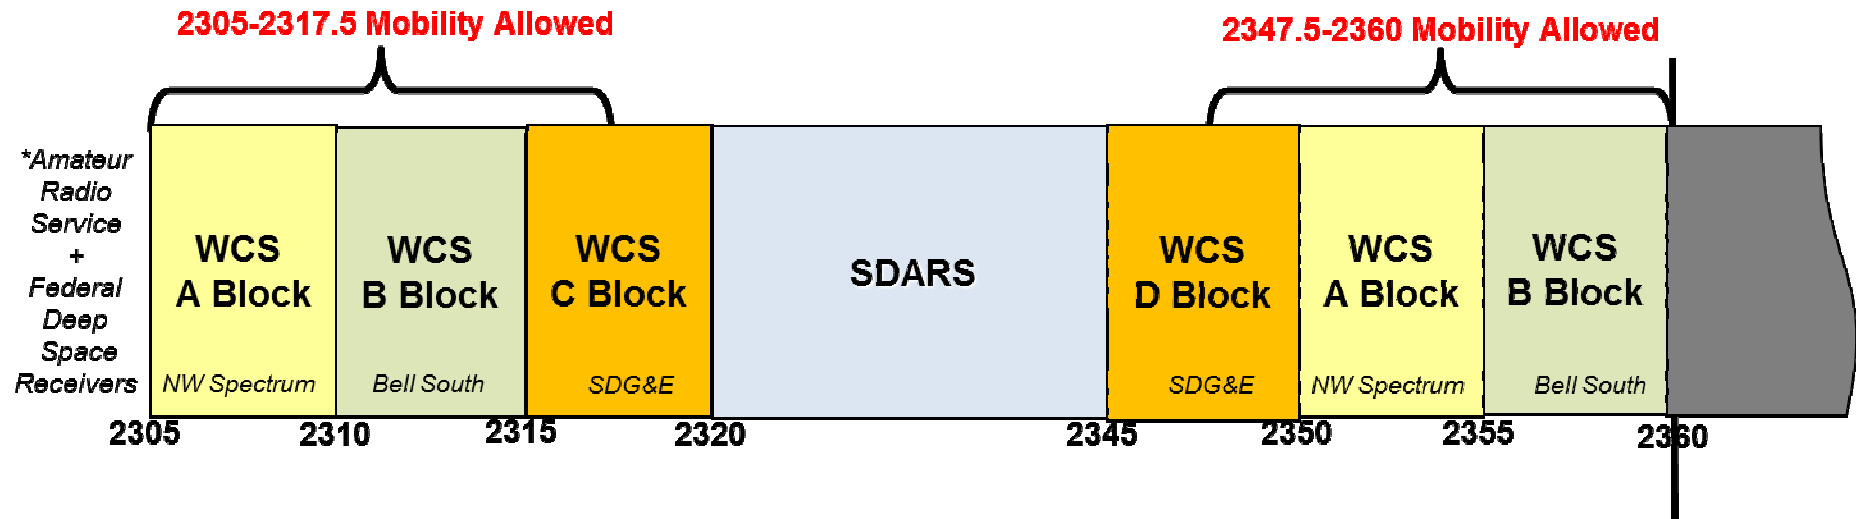 2305-2317.5 Mobility Allowed
2347.5-2360 Mobility Allowed
*Amateur
Radio
Service
+
Federal
Deep
Space
Receivers
WCS
A Block
NW Spectrum
WCS
B Block
Bell South
WCS
C Block
SDG&E
SDARS
WCS
D Block
SDG&E
WCS
A Block
NW Spectrum
WCS
B Block
Bell South
2305
2310
2315
2320
2345
2350
2355
2360